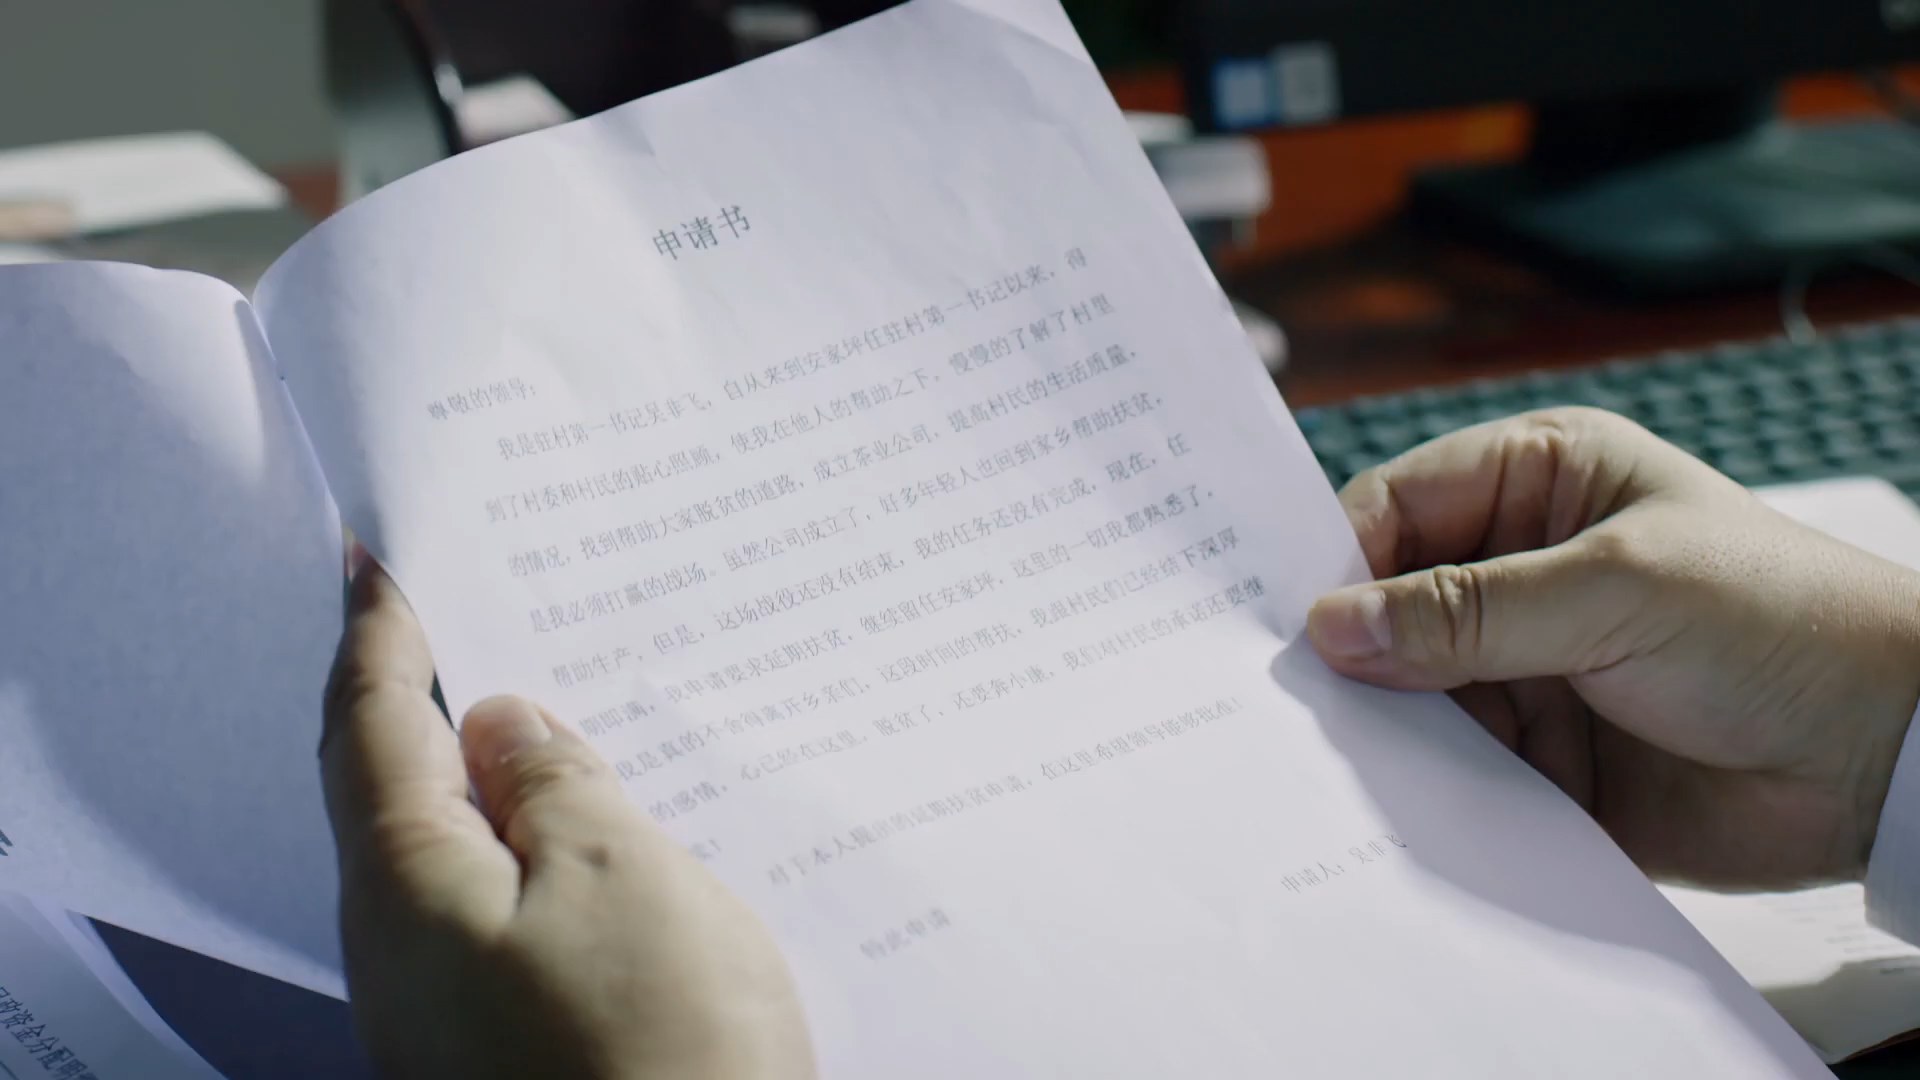 申请书
尊敬的领导：
我是驻村第一书记吴非飞，自从来到安家坪任驻村第一书记以来，得
到了村委和村民的贴心照顾，使我在他人的帮助之下，慢慢的了解了村里
的情况，找到帮助大家脱贫的道路，成立茶业公司，提高村民的生活质量，
是我必须打赢的战场。虽然公司成立了，好多年轻人也回到家乡帮助扶贫，
帮助生产，但是，这场战役还没有结束，我的任务还没有完成，现在，任
期即满，我申请要求延期扶贫，继续留任安家坪，这里的一切我都熟悉了，
我是真的不舍得离开乡亲们，这段时间的帮扶，我跟村民们已经结下深厚
的感情，心已经在这里，脱贫了，还要奔小康，我们对村民的承诺还要继
续！
对于本人提出的延期扶贫申请，在这里希望领导能够批准！
特此申请
申请人：吴非飞
资金分配明